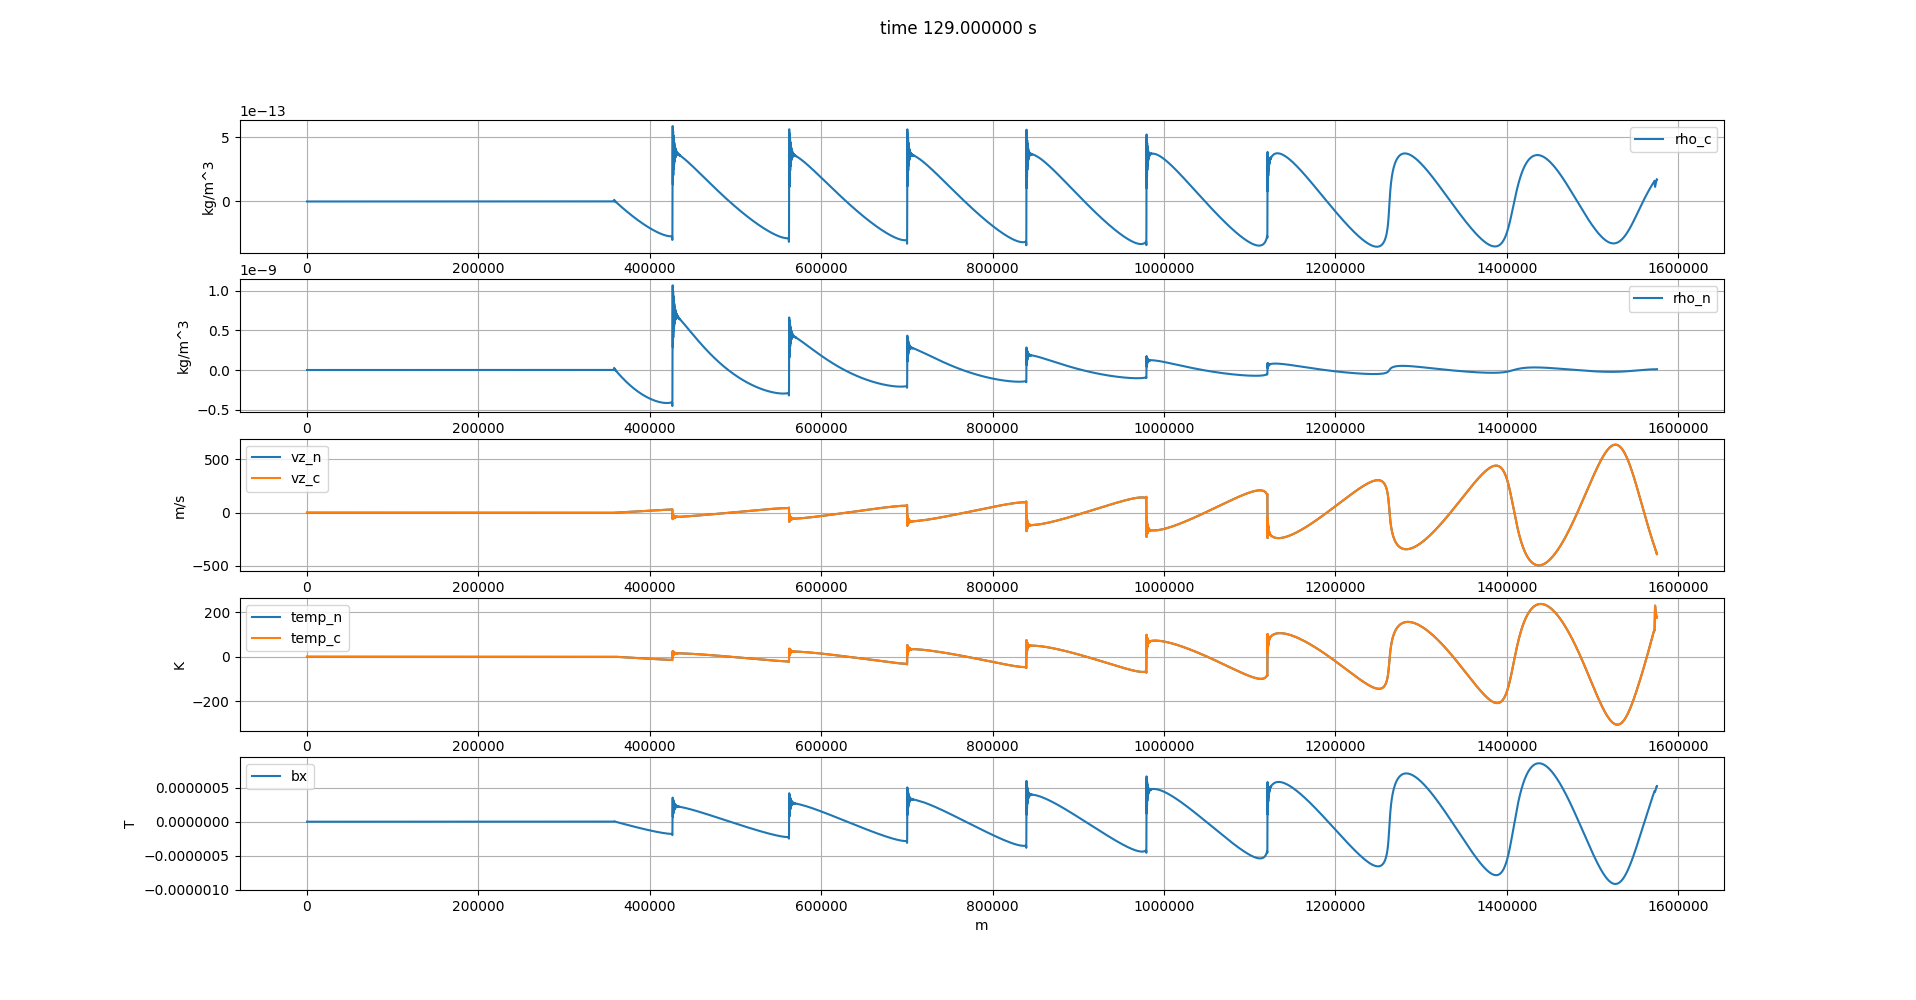 time 129.000000 s
1e−13
5
0
kg/m^3
rho_c
0 200000 400000 600000 800000 1000000 1200000 1400000 1600000
1e−9
1.0
0.5
0.0
−0.5
kg/m^3
rho_n
0 200000 400000 600000 800000 1000000 1200000 1400000 1600000
500
0
−500
m/s
vz_n
vz_c
0 200000 400000 600000 800000 1000000 1200000 1400000 1600000
200
0
−200
K
temp_n
temp_c
0 200000 400000 600000 800000 1000000 1200000 1400000 1600000
0.0000005
0.0000000
−0.0000005
−0.0000010
T
bx
0 200000 400000 600000 800000 1000000 1200000 1400000 1600000
m